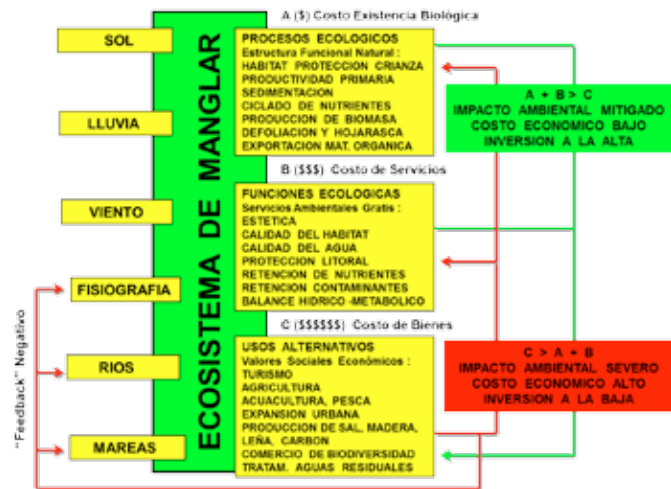 A ($) Costo Existencia Biológica
SOL
LLUVIA
VIENTO
FISIOGRAFIA
RIOS
MAREAS
"Feedback" Negativo
ECOSISTEMA DE MANGLAR
PROCESOS ECOLOGICOS
Estructura Funcional Natural :
HABITAT PROTECCION CRIANZA
PRODUCTIVIDAD PRIMARIA
SEDIMENTACION
CICLADO DE NUTRIENTES
PRODUCCION DE BIOMASA
DEFOLIACION Y HOJARASCA
EXPORTACION MAT. ORGANICA
B ($$$) Costo de Servicios
FUNCIONES ECOLOGICAS
Servicios Ambientales Gratis :
ESTETICA
CALIDAD DEL HABITAT
CALIDAD DEL AGUA
PROTECCION LITORAL
RETENCION DE NUTRIENTES
RETENCION CONTAMINANTES
BALANCE HIDRICO -METABOLICO
C ($$$$$$) Costo de Bienes
USOS ALTERNATIVOS
Valores Sociales Económicos :
TURISMO
AGRICULTURA
ACUACULTURA, PESCA
EXPANSION URBANA
PRODUCCION DE SAL, MADERA,
LEÑA, CARBON
COMERCIO DE BIODIVERSIDAD
TRATAM. AGUAS RESIDUALES
A + B > C
IMPACTO AMBIENTAL MITIGADO
COSTO ECONOMICO BAJO
INVERSION A LA ALTA
C > A + B
IMPACTO AMBIENTAL SEVERO
COSTO ECONOMICO ALTO
INVERSION A LA BAJA